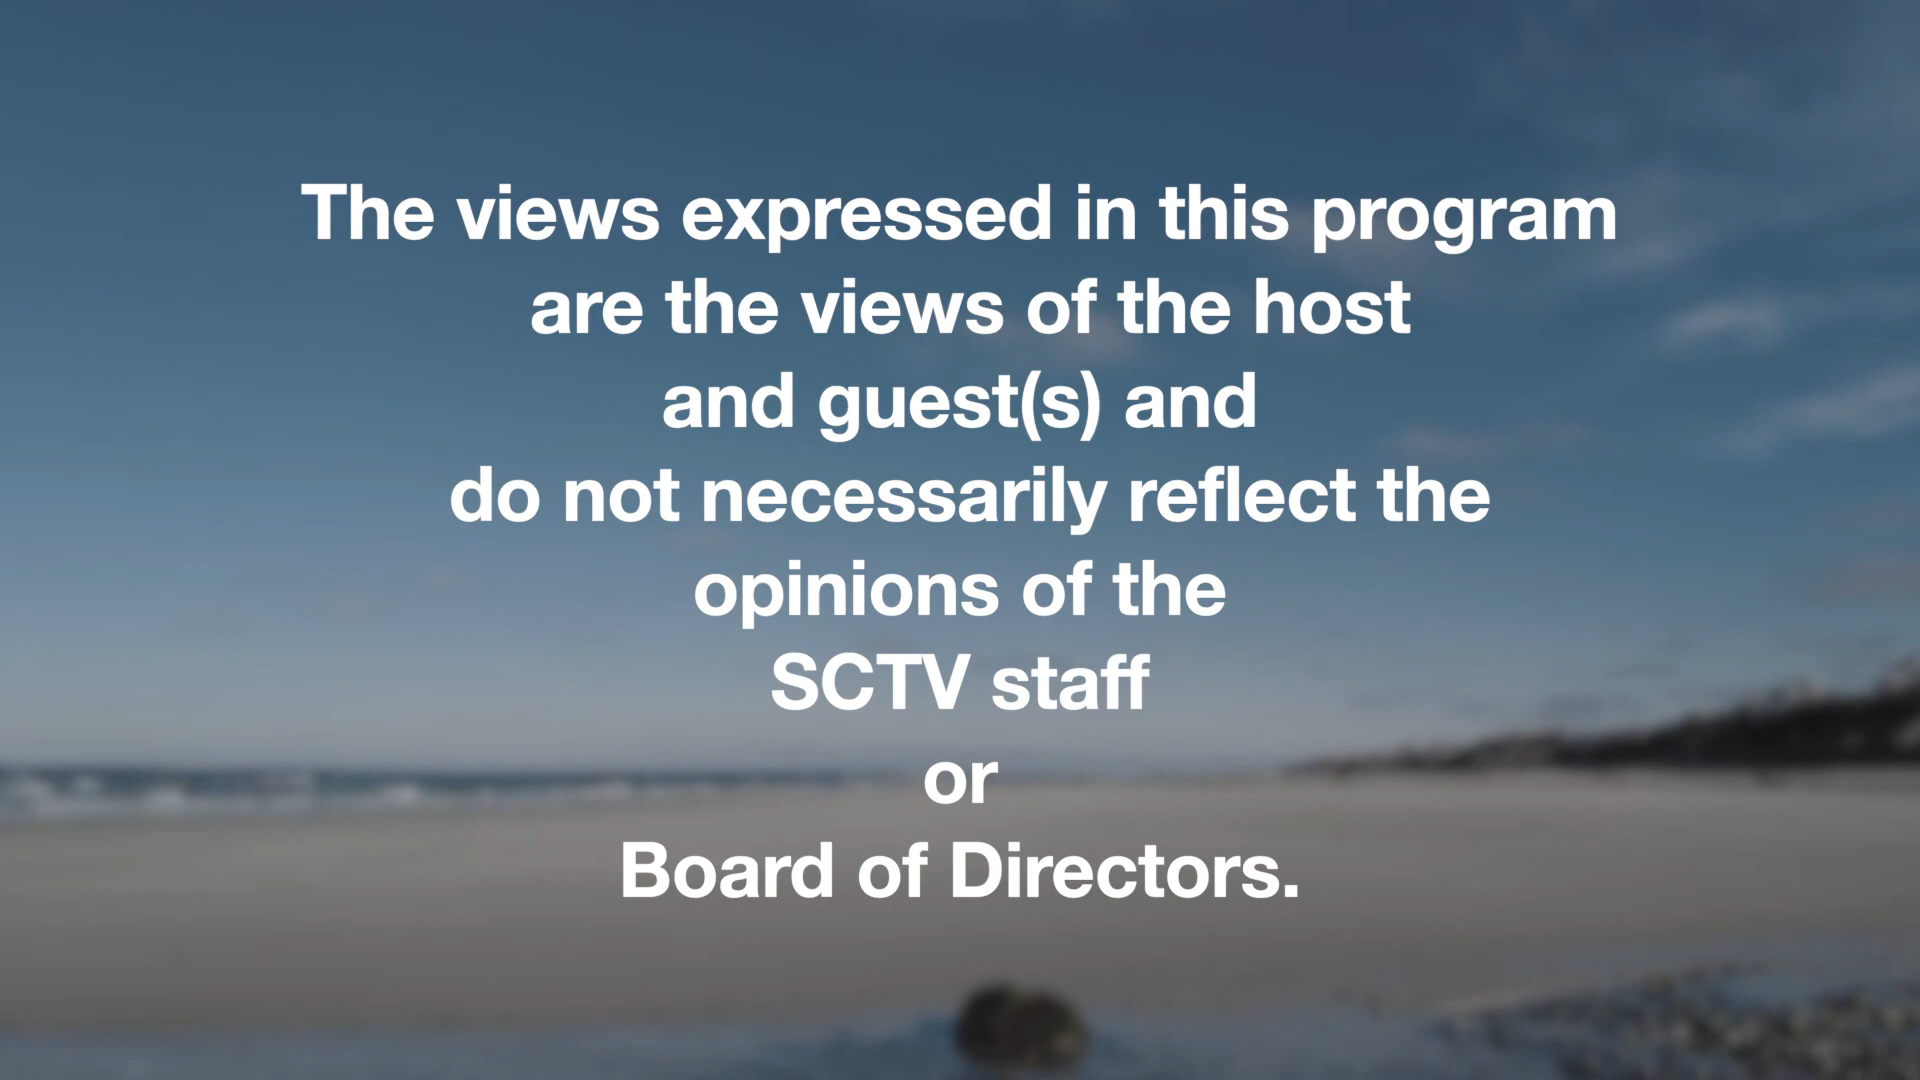 The views expressed in this program
are the views of the host
and guest(s) and
do not necessarily reflect the
opinions of the
SCTV staff
or
Board of Directors.